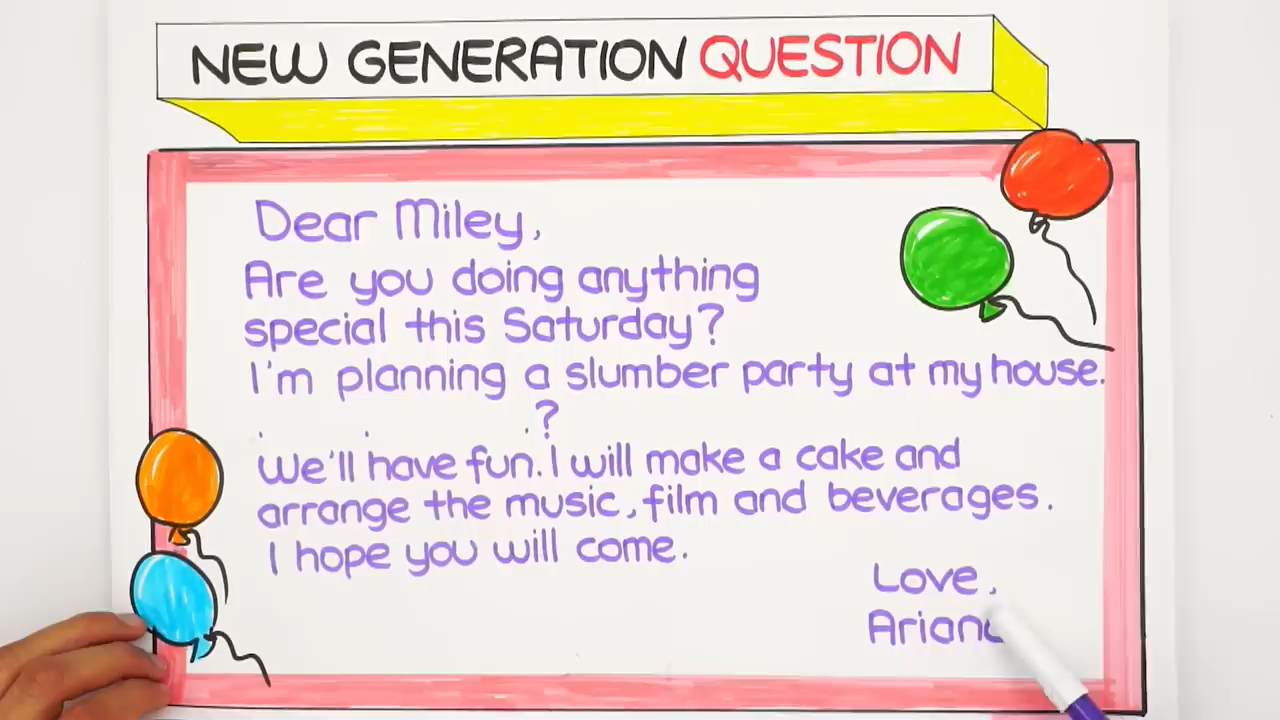 NEW GENERATION QUESTION
Dear Miley,
Are you doing anything
special this Saturday?
I'm planning a slumber party at my house.
. . . ?
We'll have fun. I will make a cake and
arrange the music, film and beverages.
I hope you will come.
Love,